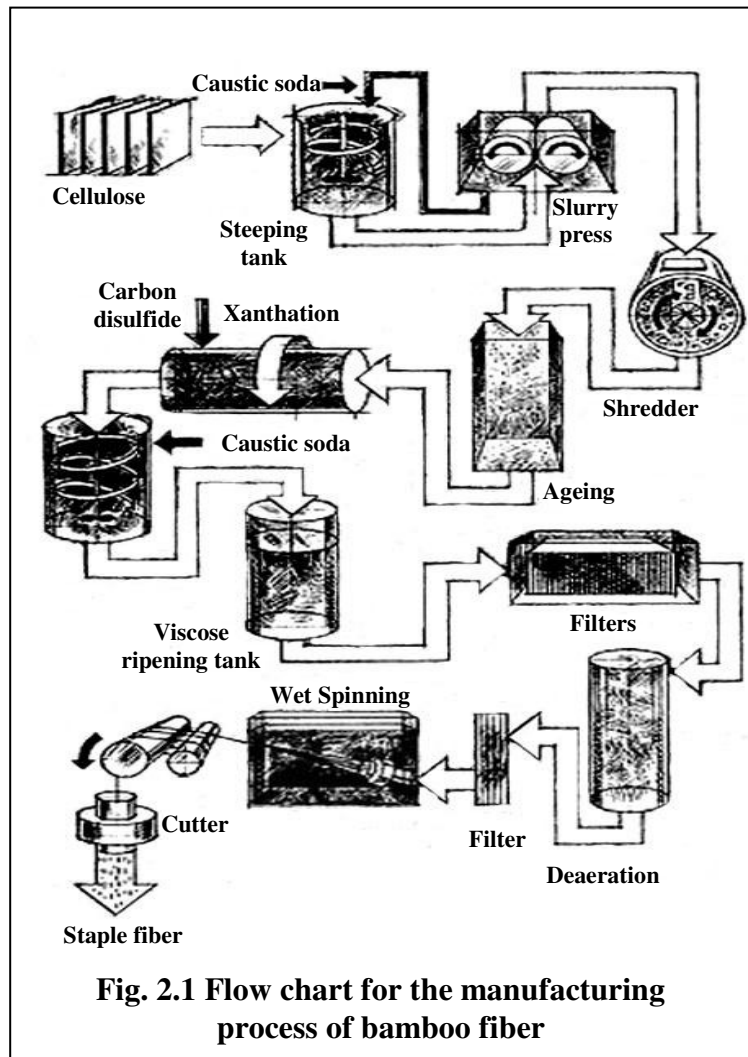 Caustic soda
Cellulose
Steeping
tank
Slurry
press
Carbon
disulfide
Xanthation
Shredder
Caustic soda
Ageing
Viscose
ripening tank
Filters
Wet Spinning
Cutter
Filter
Deaeration
Staple fiber
Fig. 2.1 Flow chart for the manufacturing
process of bamboo fiber